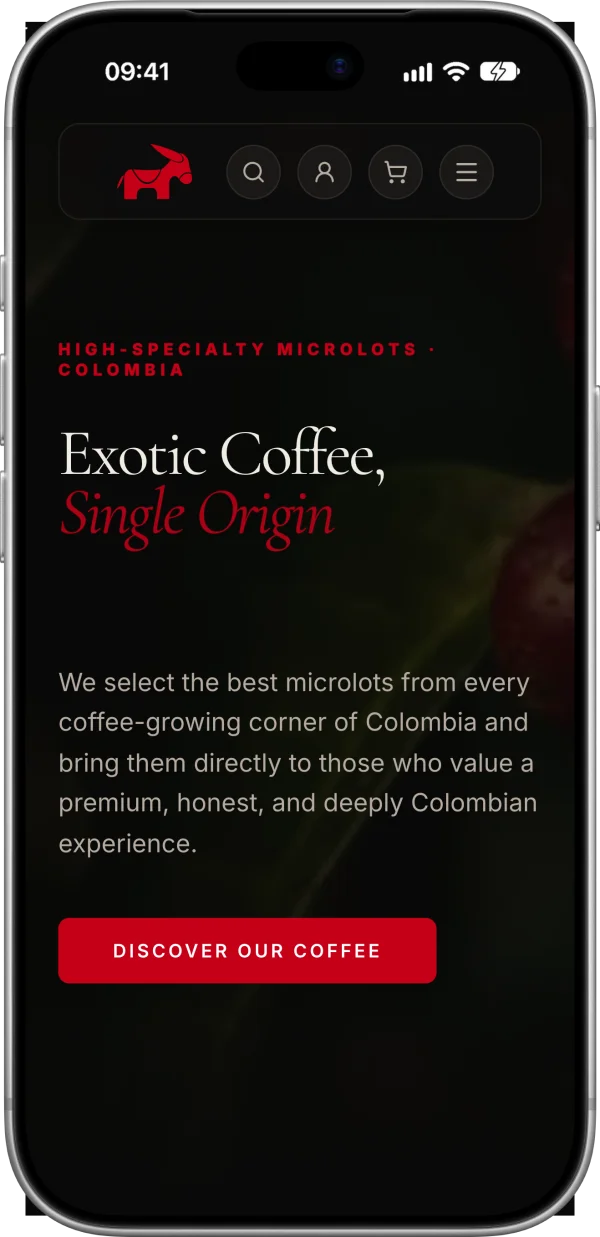 09:41
HIGH-SPECIALTY MICROLOTS ·
COLOMBIA
Exotic Coffee,
Single Origin
We select the best microlots from every
coffee-growing corner of Colombia and
bring them directly to those who value a
premium, honest, and deeply Colombian
experience.
DISCOVER OUR COFFEE